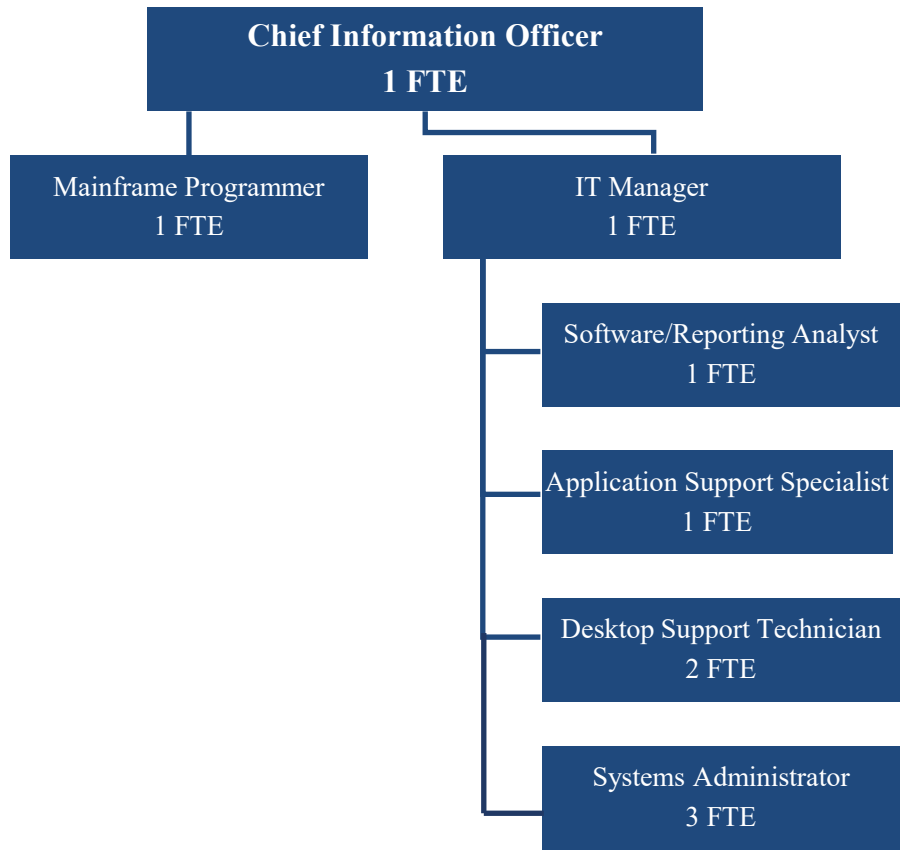 Chief Information Officer
1 FTE
Mainframe Programmer
1 FTE
IT Manager
1 FTE
Software/Reporting Analyst
1 FTE
Application Support Specialist
1 FTE
Desktop Support Technician
2 FTE
Systems Administrator
3 FTE